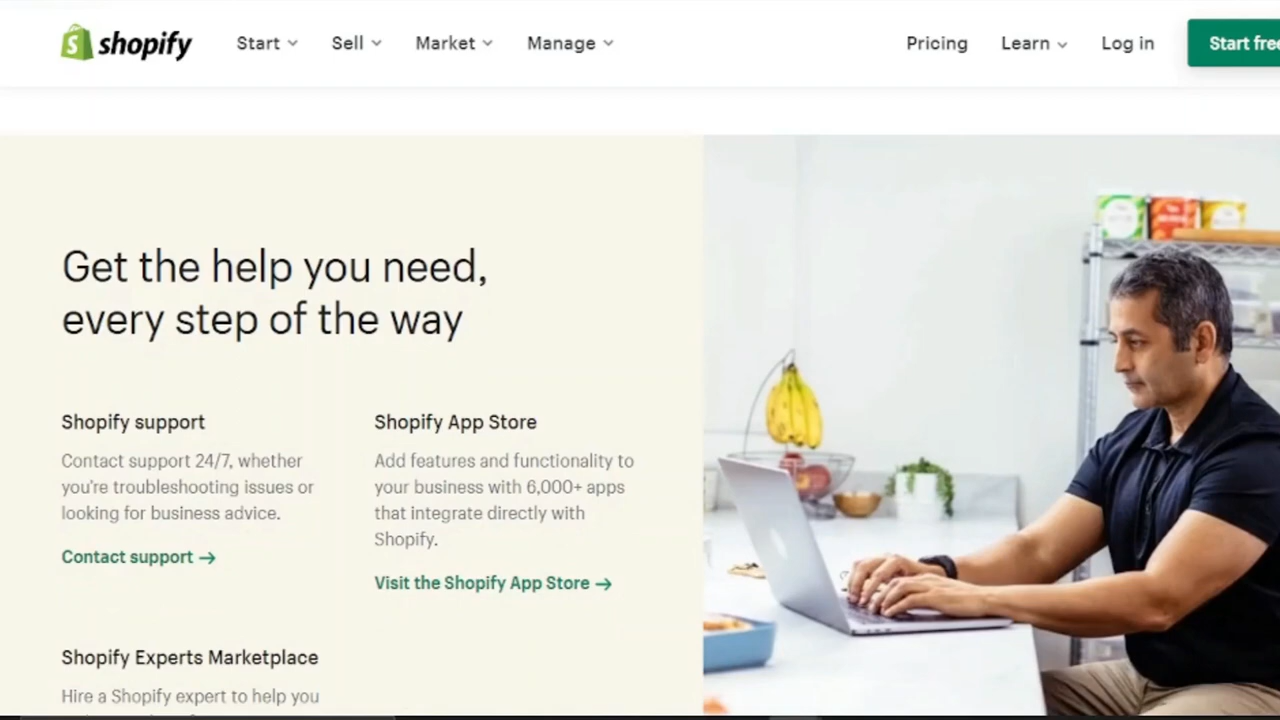 shopify
Start
Sell
Market
Manage
Pricing
Learn
Log in
Start free
Get the help you need,
every step of the way
Shopify support
Contact support 24/7, whether
you're troubleshooting issues or
looking for business advice.
Contact support →
Shopify App Store
Add features and functionality to
your business with 6,000+ apps
that integrate directly with
Shopify.
Visit the Shopify App Store →
Shopify Experts Marketplace
Hire a Shopify expert to help you